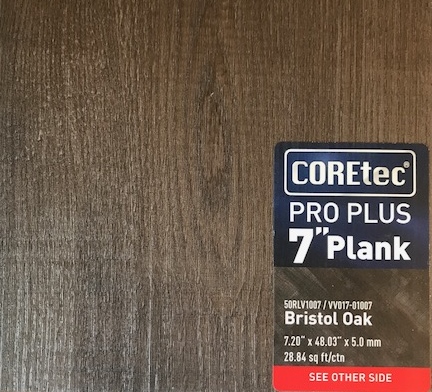 COREtec®
PRO PLUS
7" Plank
50RLV1007 / VV017-01007
Bristol Oak
7.20" x 48.03" x 5.0 mm
28.84 sq ft/ctn
SEE OTHER SIDE